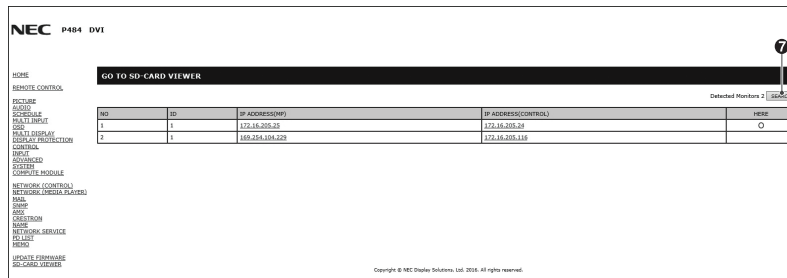 NEC P484 DVI
7
HOME
REMOTE CONTROL
PICTURE
AUDIO
SCHEDULE
MULTI INPUT
OSD
MULTI DISPLAY
DISPLAY PROTECTION
CONTROL
INPUT
ADVANCED
SYSTEM
COMPUTE MODULE
NETWORK (CONTROL)
NETWORK (MEDIA PLAYER)
MAIL
SNMP
AMX
CRESTRON
NAME
NETWORK SERVICE
PD LIST
MEMO
UPDATE FIRMWARE
SD-CARD VIEWER
GO TO SD-CARD VIEWER
Detected Monitors 2 SEARC
NO ID IP ADDRESS(MP) IP ADDRESS(CONTROL) HERE
1 1 172.16.205.25 172.16.205.24 O
2 1 169.254.104.229 172.16.205.116
Copyright © NEC Display Solutions, Ltd. 2016. All rights reserved.